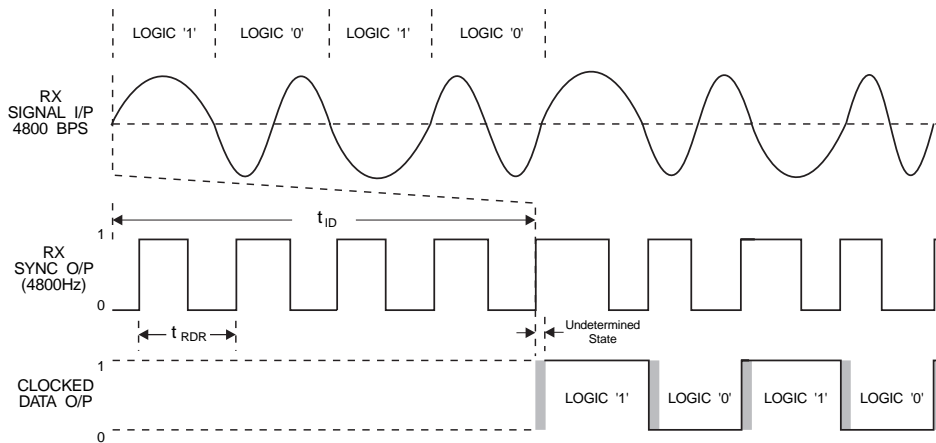 LOGIC '1' LOGIC '0' LOGIC '1' LOGIC '0'
RX
SIGNAL I/P
4800 BPS
t ID
1
RX
SYNC O/P
(4800Hz)
0
t RDR
Undetermined
State
1
CLOCKED
DATA O/P
LOGIC '1' LOGIC '0' LOGIC '1' LOGIC '0'
0